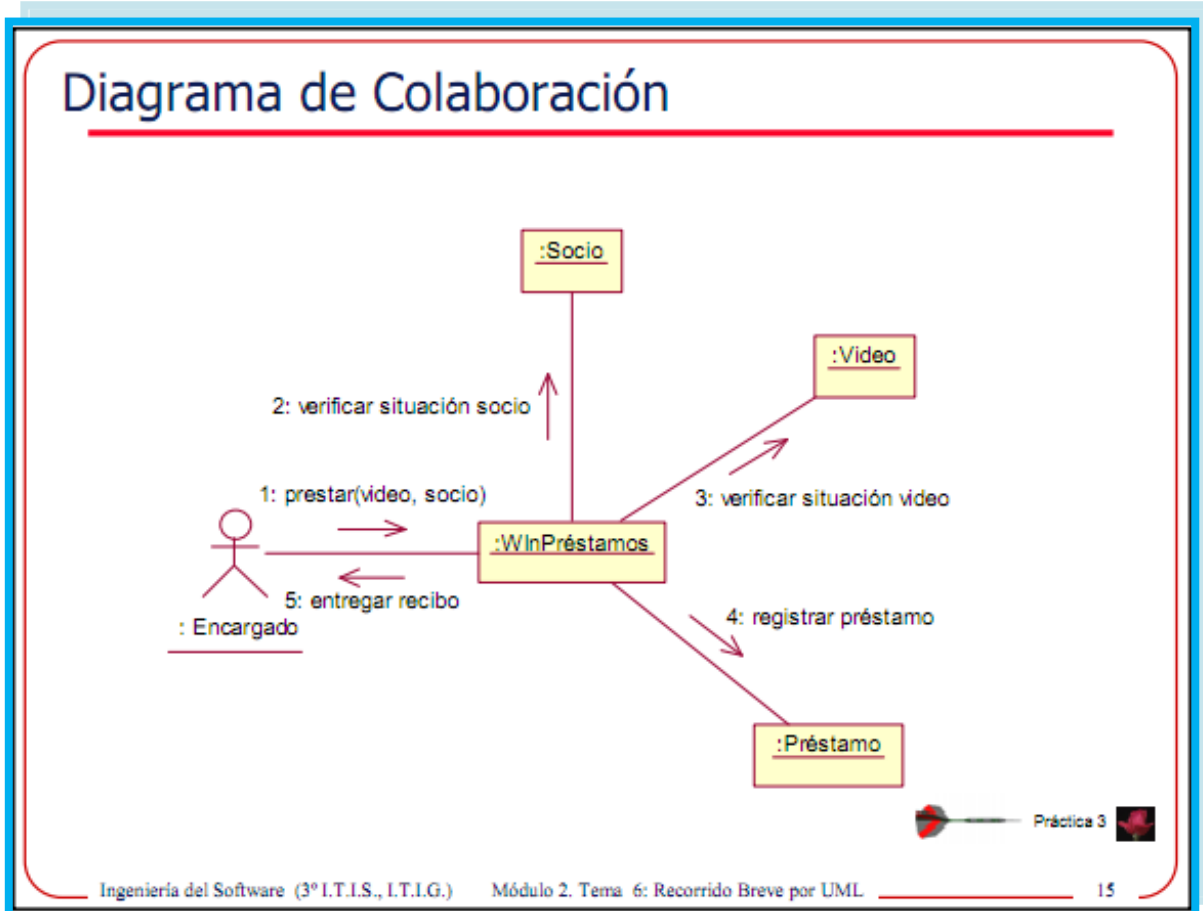 Diagrama de Colaboración
:Socio
:Video
2: verificar situación socio
1: prestar(video, socio)
3: verificar situación video
:WInPréstamos
5: entregar recibo
: Encargado
4: registrar préstamo
:Préstamo
Práctica 3
Ingeniería del Software (3º I.T.I.S., I.T.I.G.) Módulo 2. Tema 6: Recorrido Breve por UML 15